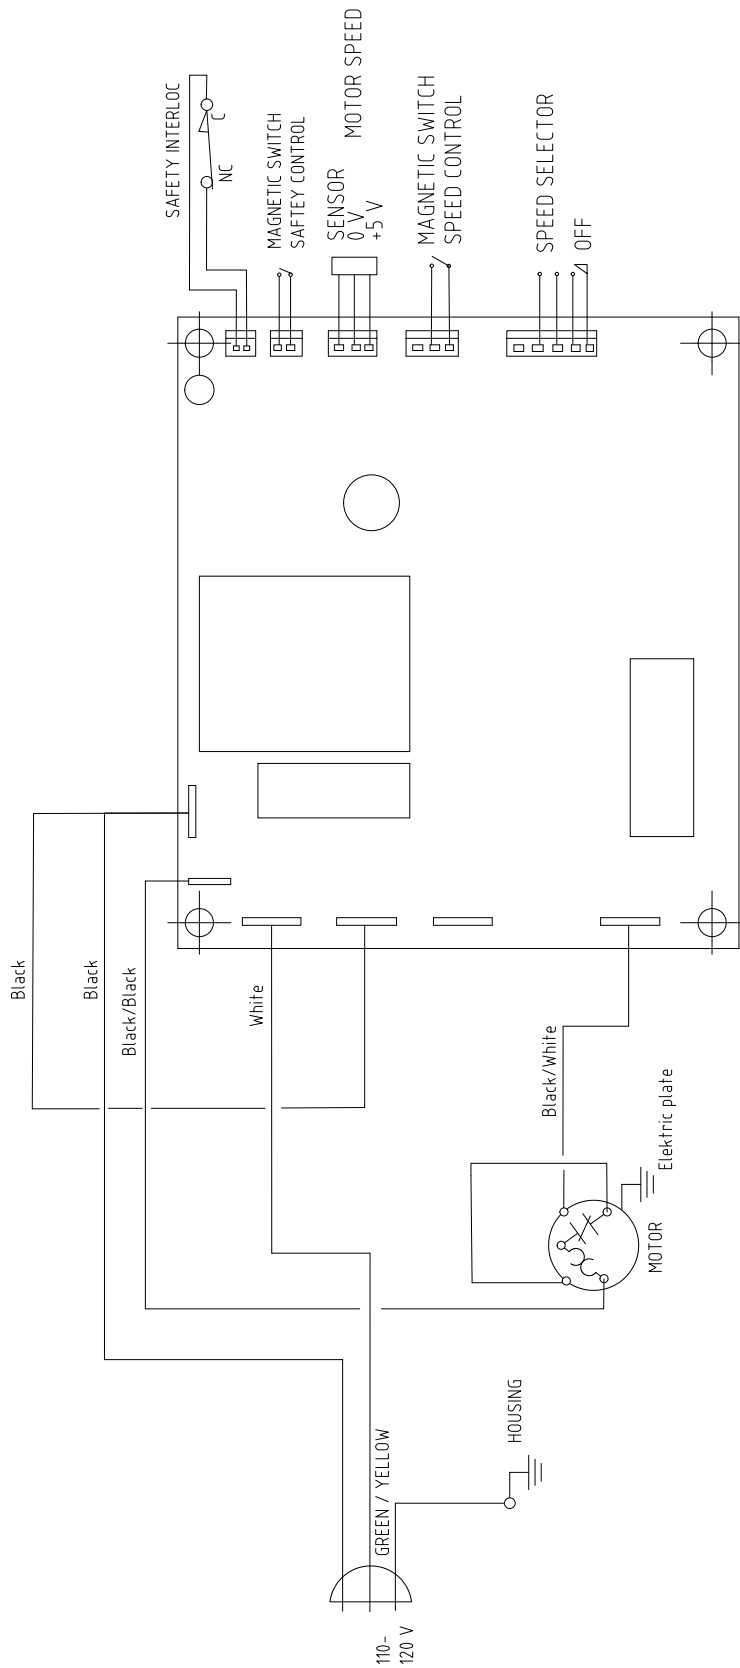 SAFETY INTERLOC
C
NC
MAGNETIC SWITCH
SAFTEY CONTROL
MOTOR SPEED
SENSOR
0 V
+5 V
MAGNETIC SWITCH
SPEED CONTROL
SPEED SELECTOR
OFF
Black
Black
Black/Black
White
Black/White
Elektric plate
MOTOR
HOUSING
GREEN / YELLOW
110-
120 V